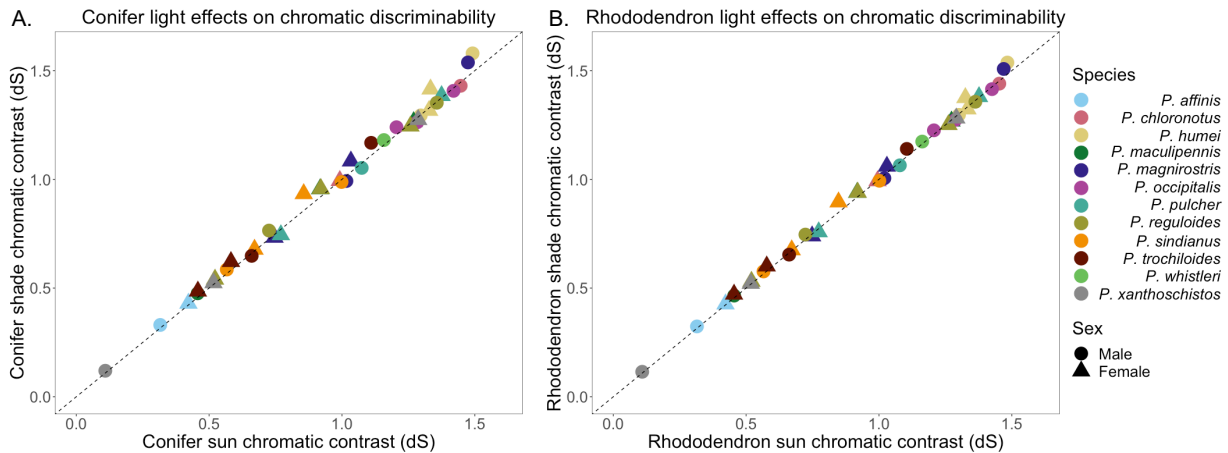 A.
Conifer light effects on chromatic discriminability
Conifer shade chromatic contrast (dS)
1.5
1.0
0.5
0.0
0.0
0.5
1.0
1.5
Conifer sun chromatic contrast (dS)
B.
Rhododendron light effects on chromatic discriminability
Rhododendron shade chromatic contrast (dS)
1.5
1.0
0.5
0.0
0.0
0.5
1.0
1.5
Rhododendron sun chromatic contrast (dS)
Species
P. affinis
P. chloronotus
P. humei
P. maculipennis
P. magnirostris
P. occipitalis
P. pulcher
P. reguloides
P. sindianus
P. trochiloides
P. whistleri
P. xanthoschistos
Sex
Male
Female